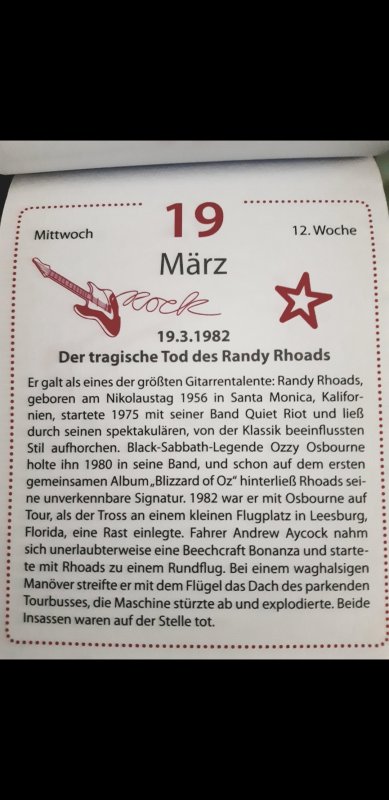 Mittwoch
19
12. Woche
März
Rock
19.3.1982
Der tragische Tod des Randy Rhoads
Er galt als eines der größten Gitarrentalente: Randy Rhoads,
geboren am Nikolaustag 1956 in Santa Monica, Kalifor-
nien, startete 1975 mit seiner Band Quiet Riot und ließ
durch seinen spektakulären, von der Klassik beeinflussten
Stil aufhorchen. Black-Sabbath-Legende Ozzy Osbourne
holte ihn 1980 in seine Band, und schon auf dem ersten
gemeinsamen Album „Blizzard of Oz“ hinterließ Rhoads sei-
ne unverkennbare Signatur. 1982 war er mit Osbourne auf
Tour, als der Tross an einem kleinen Flugplatz in Leesburg,
Florida, eine Rast einlegte. Fahrer Andrew Aycock nahm
sich unerlaubterweise eine Beechcraft Bonanza und starte-
te mit Rhoads zu einem Rundflug. Bei einem waghalsigen
Manöver streifte er mit dem Flügel das Dach des parkenden
Tourbusses, die Maschine stürzte ab und explodierte. Beide
Insassen waren auf der Stelle tot.